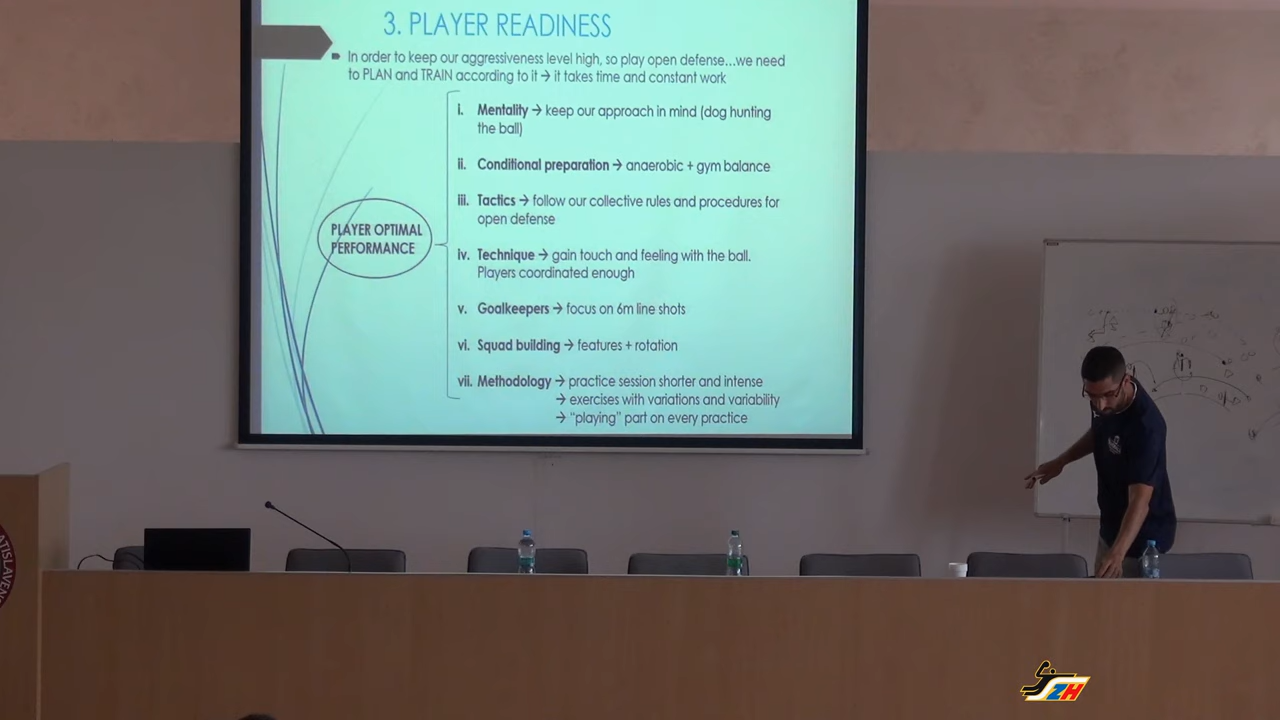 3. PLAYER READINESS
In order to keep our aggressiveness level high, so play open defense...we need
to PLAN and TRAIN according to it → it takes time and constant work
i. Mentality → keep our approach in mind (dog hunting
the ball)
ii. Conditional preparation → anaerobic + gym balance
iii. Tactics → follow our collective rules and procedures for
open defense
PLAYER OPTIMAL
PERFORMANCE
iv. Technique → gain touch and feeling with the ball.
Players coordinated enough
v. Goalkeepers → focus on 6m line shots
vi. Squad building → features + rotation
vii. Methodology → practice session shorter and intense
→ exercises with variations and variability
→ "playing" part on every practice
SZH